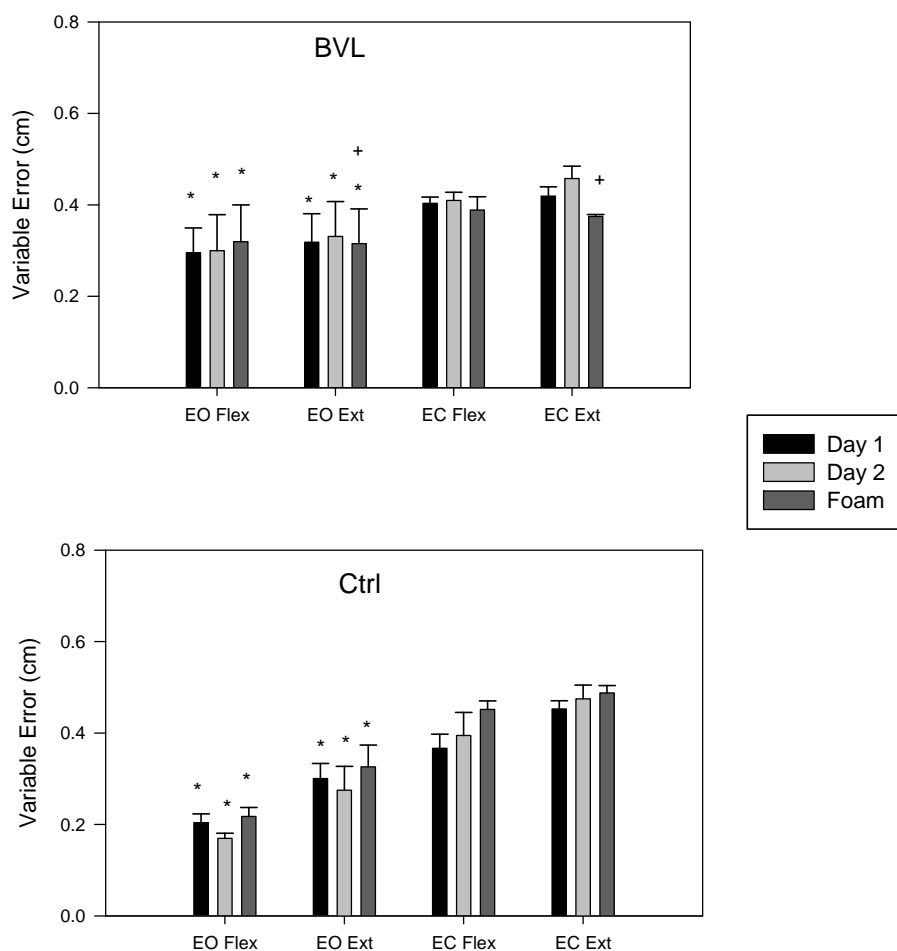 BVL
Variable Error (cm)
0.8
0.6
0.4
0.2
0.0
+
* * * * * * +
EO Flex EO Ext EC Flex EC Ext
Day 1
Day 2
Foam
Ctrl
Variable Error (cm)
0.8
0.6
0.4
0.2
0.0
* * * * * *
EO Flex EO Ext EC Flex EC Ext